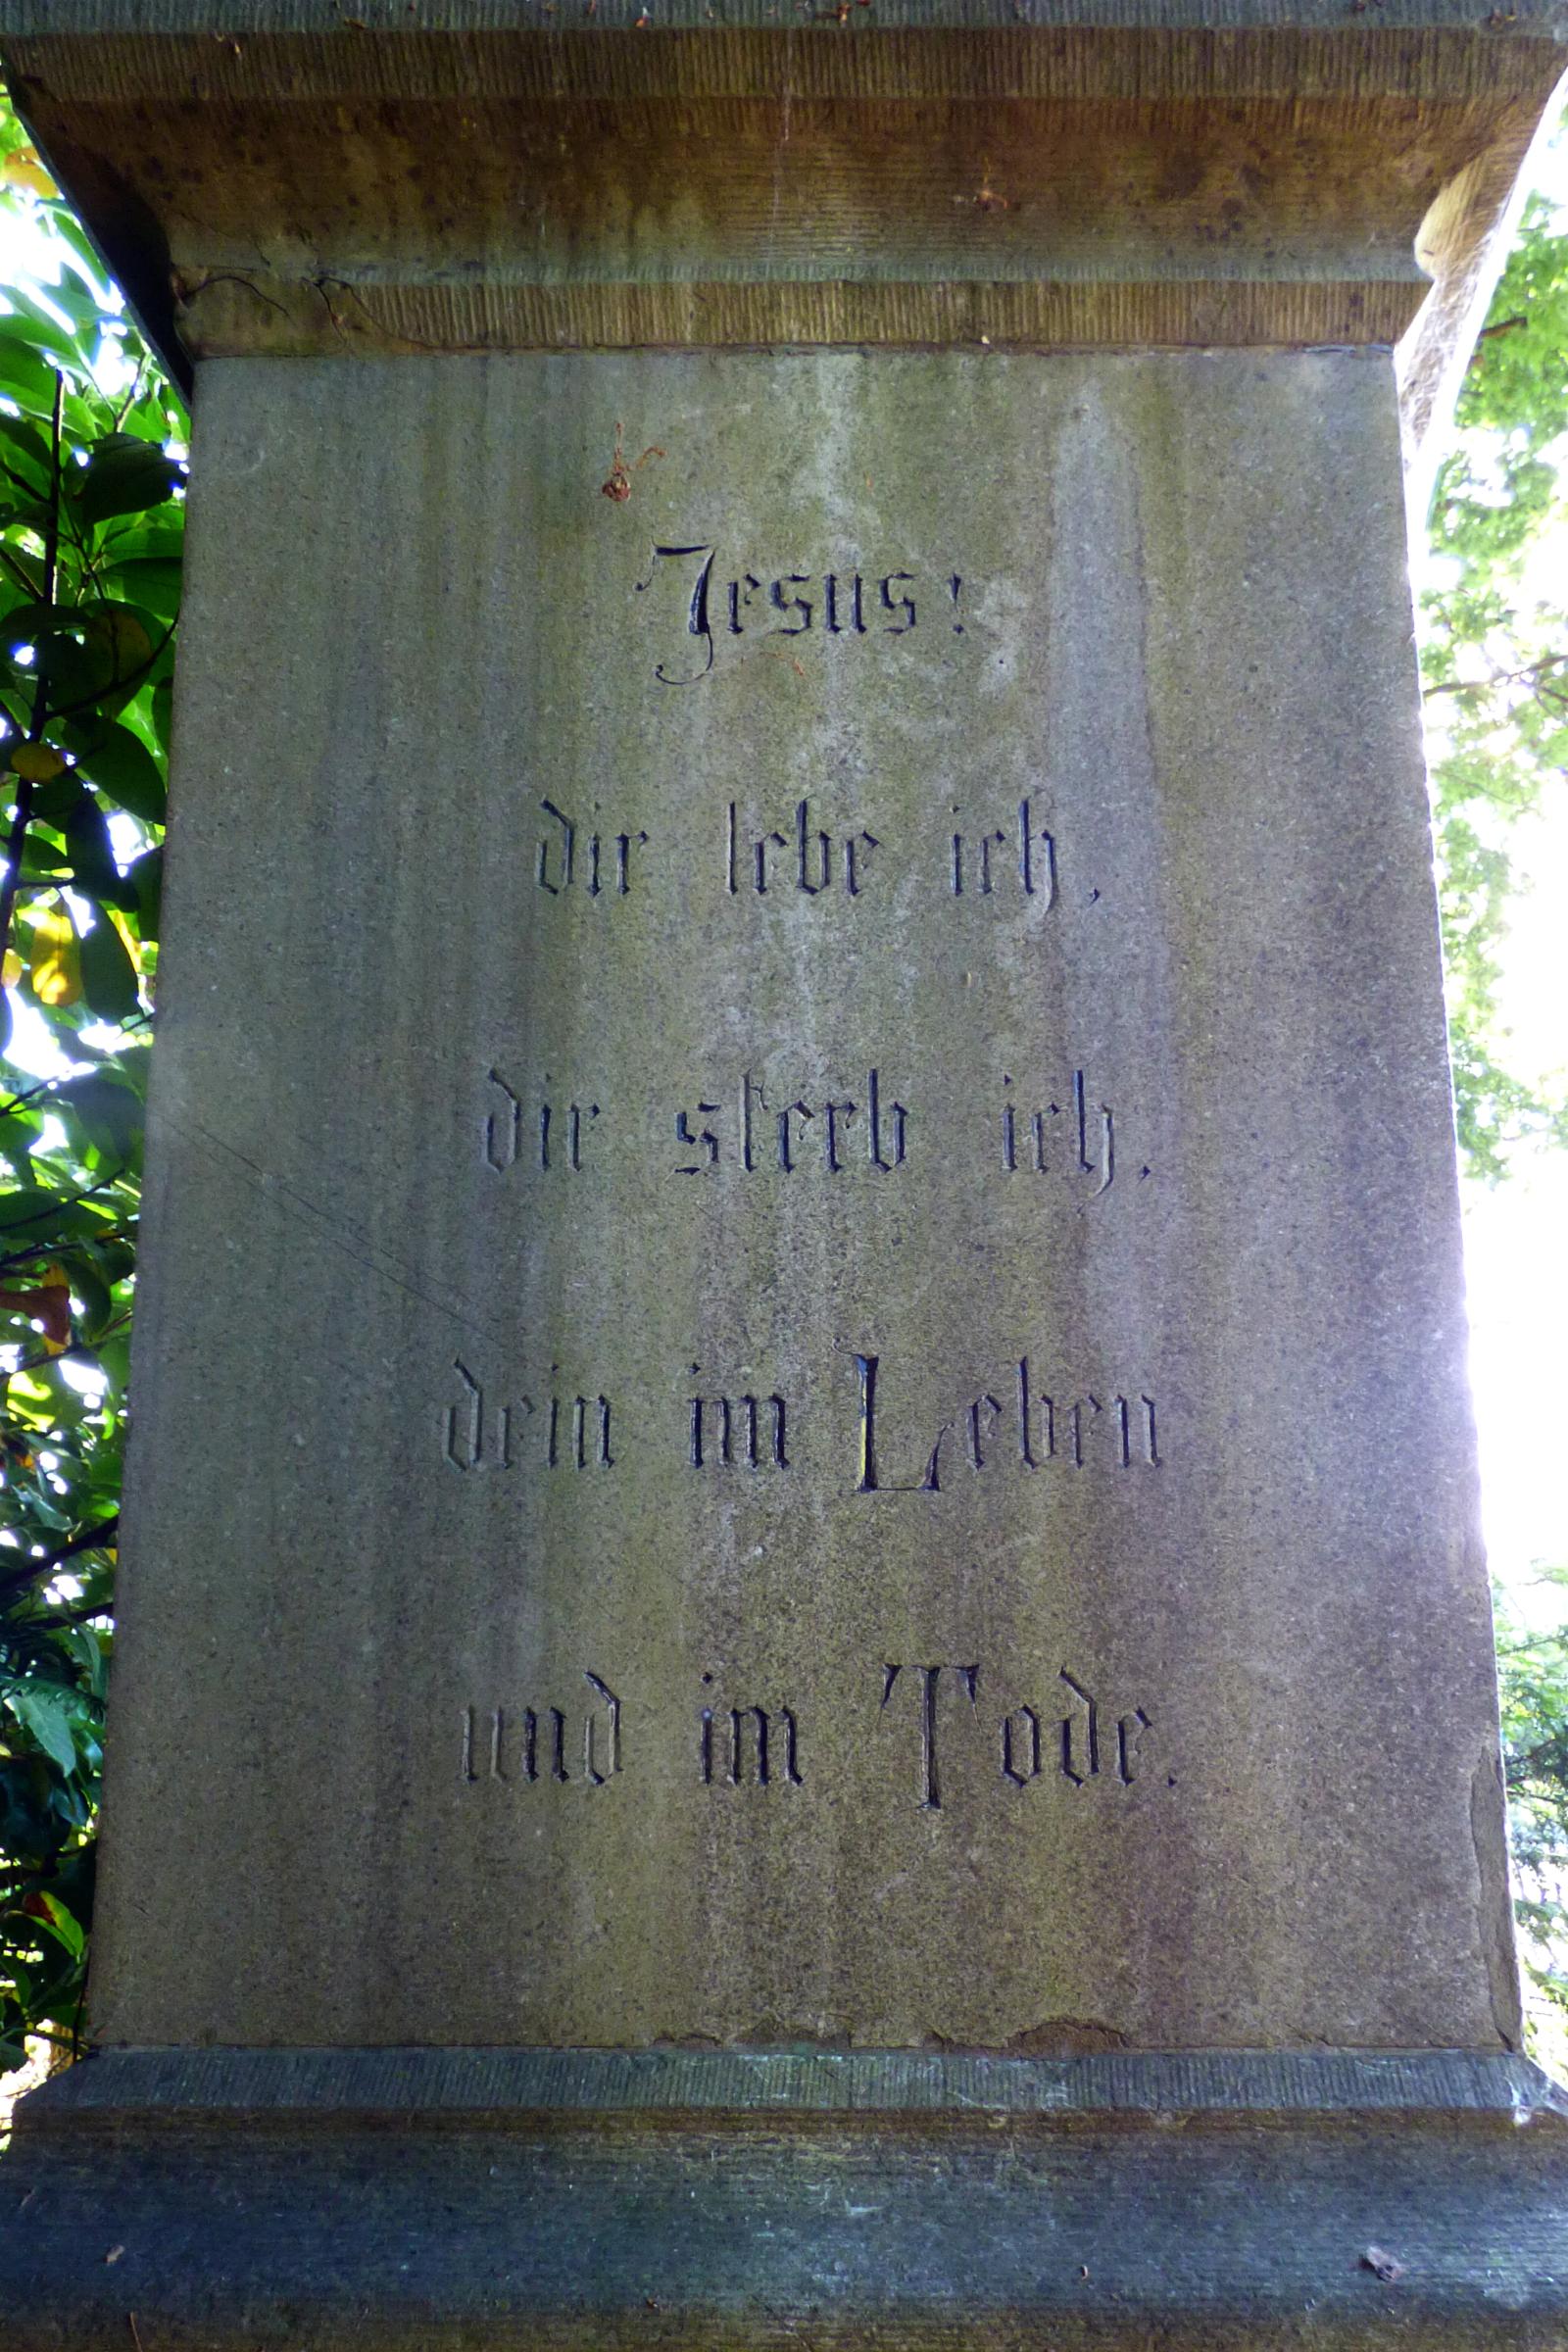 Jesus!
dir lebe ich,
dir sterb ich,
dein im Leben
und im Tode.